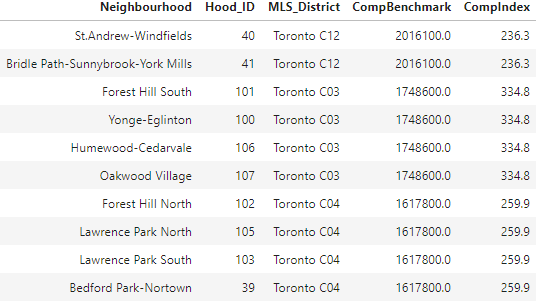 Neighbourhood Hood_ID MLS_District CompBenchmark CompIndex
St.Andrew-Windfields 40 Toronto C12 2016100.0 236.3
Bridle Path-Sunnybrook-York Mills 41 Toronto C12 2016100.0 236.3
Forest Hill South 101 Toronto C03 1748600.0 334.8
Yonge-Eglinton 100 Toronto C03 1748600.0 334.8
Humewood-Cedarvale 106 Toronto C03 1748600.0 334.8
Oakwood Village 107 Toronto C03 1748600.0 334.8
Forest Hill North 102 Toronto C04 1617800.0 259.9
Lawrence Park North 105 Toronto C04 1617800.0 259.9
Lawrence Park South 103 Toronto C04 1617800.0 259.9
Bedford Park-Nortown 39 Toronto C04 1617800.0 259.9